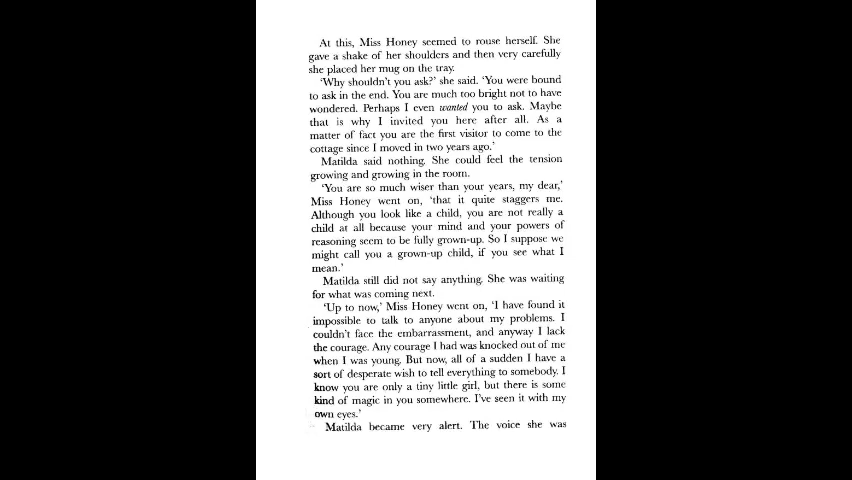 At this, Miss Honey seemed to rouse herself. She
gave a shake of her shoulders and then very carefully
she placed her mug on the tray.
'Why shouldn't you ask?' she said. 'You were bound
to ask in the end. You are much too bright not to have
wondered. Perhaps I even wanted you to ask. Maybe
that is why I invited you here after all. As a
matter of fact you are the first visitor to come to the
cottage since I moved in two years ago.'
Matilda said nothing. She could feel the tension
growing and growing in the room.
'You are so much wiser than your years, my dear,'
Miss Honey went on, 'that it quite staggers me.
Although you look like a child, you are not really a
child at all because your mind and your powers of
reasoning seem to be fully grown-up. So I suppose we
might call you a grown-up child, if you see what I
mean.'
Matilda still did not say anything. She was waiting
for what was coming next.
'Up to now,' Miss Honey went on, 'I have found it
impossible to talk to anyone about my problems. I
couldn't face the embarrassment, and anyway I lack
the courage. Any courage I had was knocked out of me
when I was young. But now, all of a sudden I have a
sort of desperate wish to tell everything to somebody. I
know you are only a tiny little girl, but there is some
kind of magic in you somewhere. I've seen it with my
own eyes.'
Matilda became very alert. The voice she was